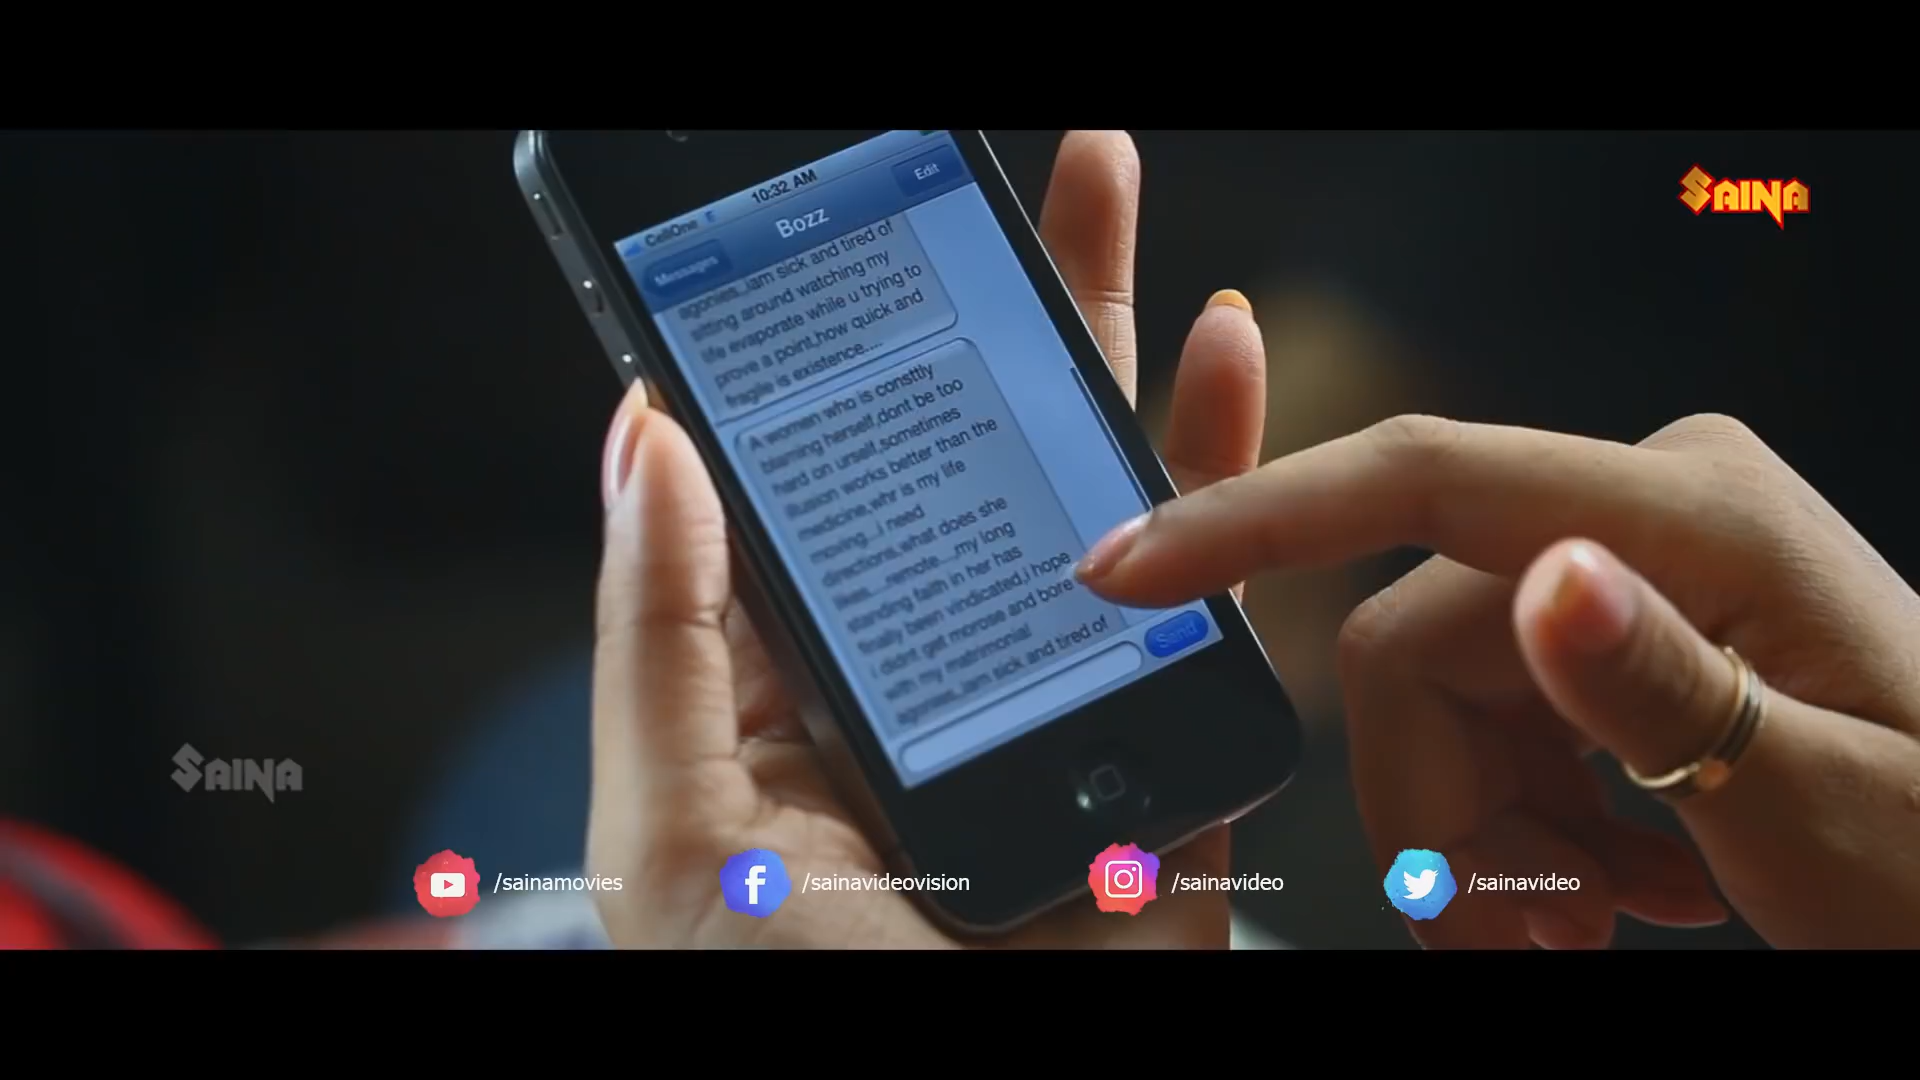 SAINA
CellOne E
10:32 AM
Messages
Bozz
Edit
agonies..iam sick and tired of
sitting around watching my
life evaporate while u trying to
prove a point,how quick and
fragile is existence....
A women who is consttly
blaming herself,dont be too
hard on urself,sometimes
illusion works better than the
medicine,whr is my life
moving...i need
directions,what does she
likes....remote....my long
standing faith in her has
finally been vindicated,i hope
i didnt get morose and bore
with my matrimonial
agonies..iam sick and tired of
Send
SAINA
/sainamovies
/sainavideovision
/sainavideo
/sainavideo